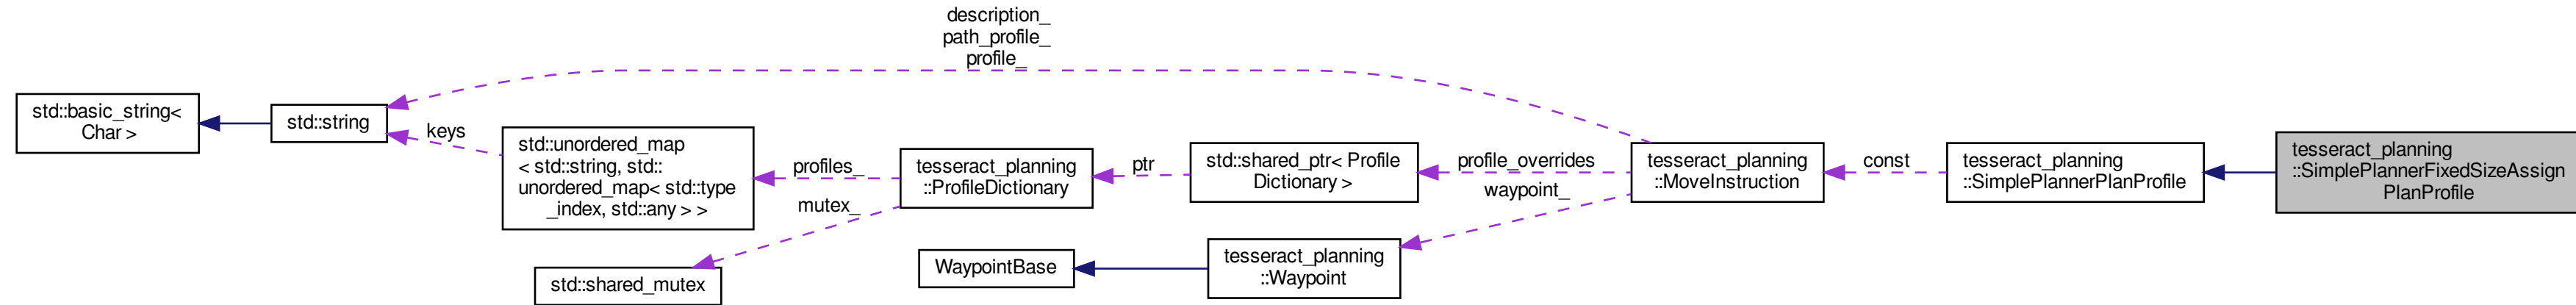 description_
path_profile_
profile_
std::basic_string<
Char >
std::string
keys
std::unordered_map
< std::string, std::
unordered_map< std::type
_index, std::any > >
profiles_
mutex_
std::shared_mutex
tesseract_planning
::ProfileDictionary
ptr
std::shared_ptr< Profile
Dictionary >
profile_overrides
waypoint_
WaypointBase
tesseract_planning
::Waypoint
tesseract_planning
::MoveInstruction
const
tesseract_planning
::SimplePlannerPlanProfile
tesseract_planning
::SimplePlannerFixedSizeAssign
PlanProfile